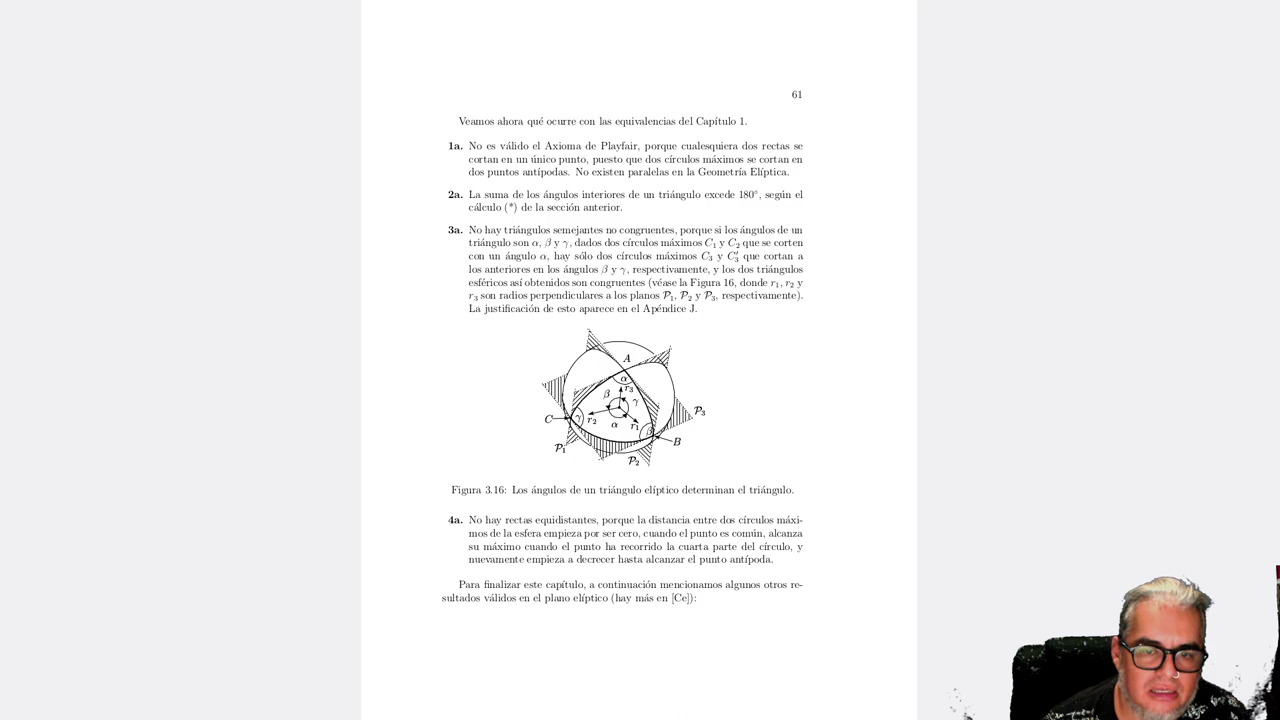 61
Veamos ahora qué ocurre con las equivalencias del Capítulo 1.
1a. No es válido el Axioma de Playfair, porque cualesquiera dos rectas se
cortan en un único punto, puesto que dos círculos máximos se cortan en
dos puntos antípodas. No existen paralelas en la Geometría Elíptica.
2a. La suma de los ángulos interiores de un triángulo excede 180°, según el
cálculo (*) de la sección anterior.
3a. No hay triángulos semejantes no congruentes, porque si los ángulos de un
triángulo son α, β y γ, dados dos círculos máximos C₁ y C₂ que se corten
con un ángulo α, hay sólo dos círculos máximos C₃ y C₃′ que cortan a
los anteriores en los ángulos β y γ, respectivamente, y los dos triángulos
esféricos así obtenidos son congruentes (véase la Figura 16, donde r₁, r₂ y
r₃ son radios perpendiculares a los planos 𝒫₁, 𝒫₂ y 𝒫₃, respectivamente).
La justificación de esto aparece en el Apéndice J.
A
α
r₃
β
γ
C
γ
r₂
α
r₁
β
𝒫₃
B
𝒫₁
𝒫₂
Figura 3.16: Los ángulos de un triángulo elíptico determinan el triángulo.
4a. No hay rectas equidistantes, porque la distancia entre dos círculos máxi-
mos de la esfera empieza por ser cero, cuando el punto es común, alcanza
su máximo cuando el punto ha recorrido la cuarta parte del círculo, y
nuevamente empieza a decrecer hasta alcanzar el punto antípoda.
Para finalizar este capítulo, a continuación mencionamos algunos otros re-
sultados válidos en el plano elíptico (hay más en [Ce]):